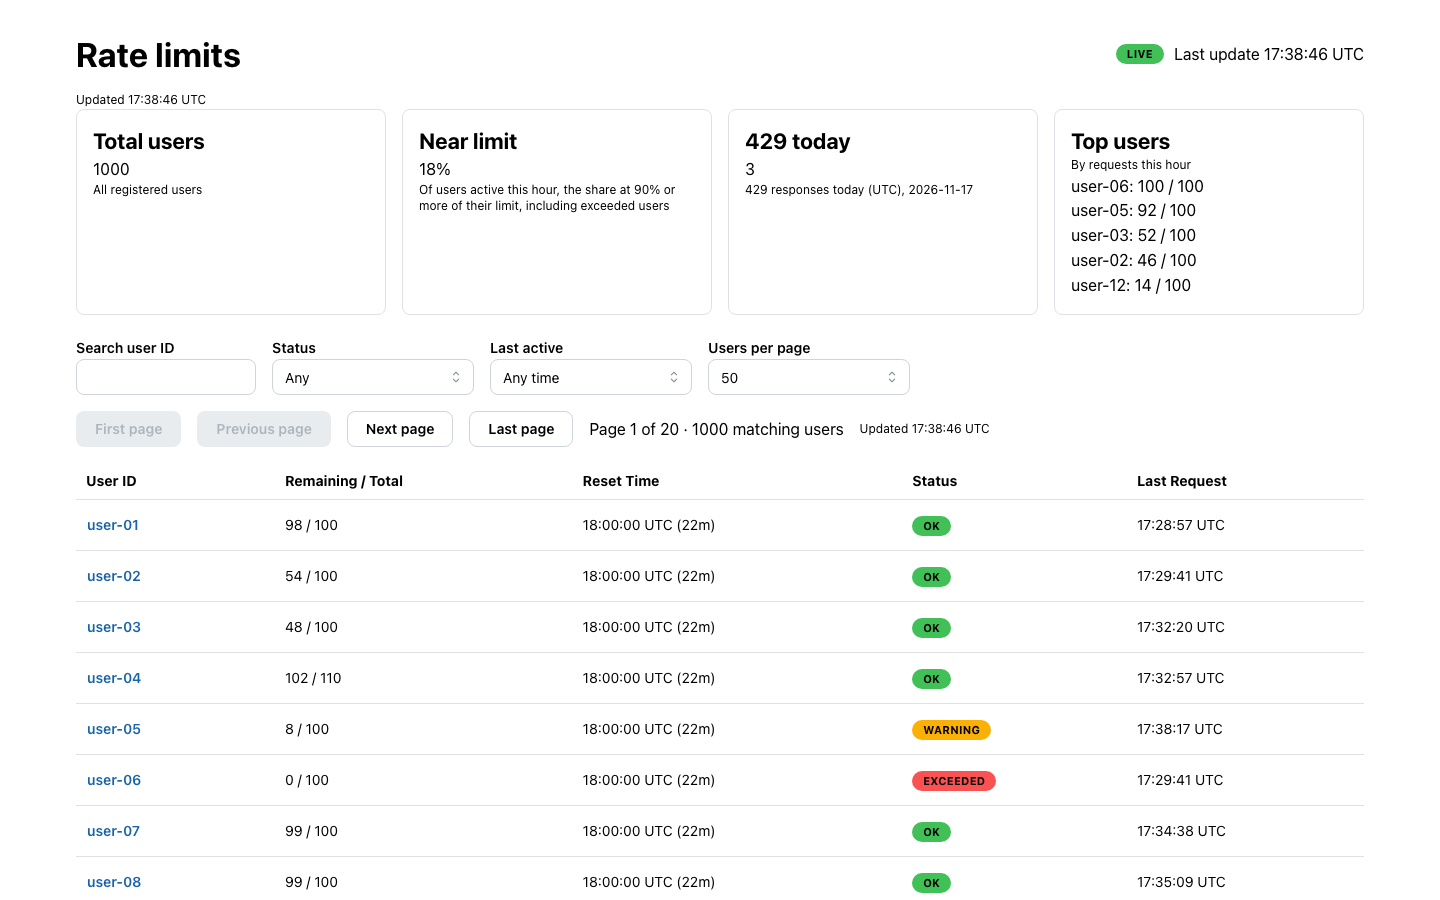 Rate limits
LIVE Last update 17:38:46 UTC
Updated 17:38:46 UTC
Total users
1000
All registered users
Near limit
18%
Of users active this hour, the share at 90% or
more of their limit, including exceeded users
429 today
3
429 responses today (UTC), 2026-11-17
Top users
By requests this hour
user-06: 100 / 100
user-05: 92 / 100
user-03: 52 / 100
user-02: 46 / 100
user-12: 14 / 100
Search user ID
Status
Any
Last active
Any time
Users per page
50
First page Previous page Next page Last page Page 1 of 20 · 1000 matching users Updated 17:38:46 UTC
User ID Remaining / Total Reset Time Status Last Request
user-01 98 / 100 18:00:00 UTC (22m) OK 17:28:57 UTC
user-02 54 / 100 18:00:00 UTC (22m) OK 17:29:41 UTC
user-03 48 / 100 18:00:00 UTC (22m) OK 17:32:20 UTC
user-04 102 / 110 18:00:00 UTC (22m) OK 17:32:57 UTC
user-05 8 / 100 18:00:00 UTC (22m) WARNING 17:38:17 UTC
user-06 0 / 100 18:00:00 UTC (22m) EXCEEDED 17:29:41 UTC
user-07 99 / 100 18:00:00 UTC (22m) OK 17:34:38 UTC
user-08 99 / 100 18:00:00 UTC (22m) OK 17:35:09 UTC